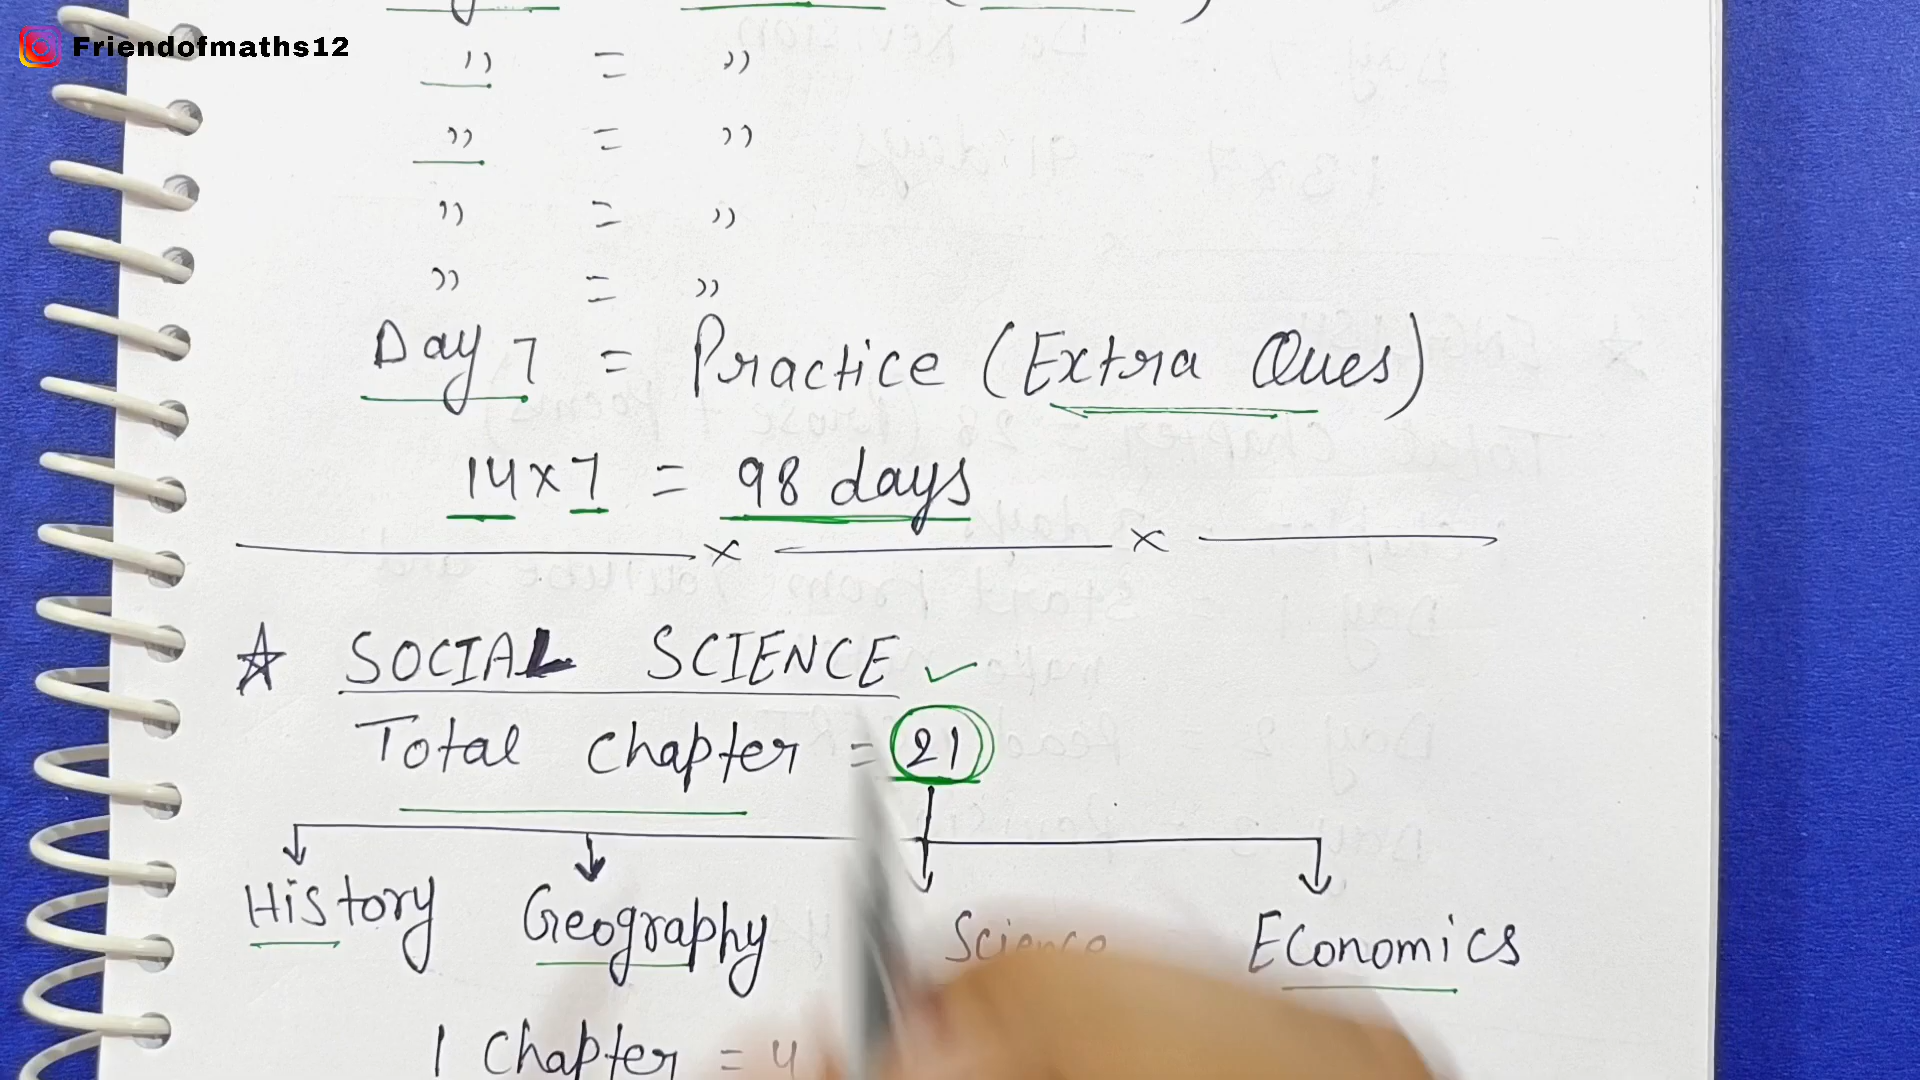 Friendofmaths12
" = "
" = "
" = "
" = "
Day 7 = Practice (Extra Ques)
14x7 = 98 days
x x
☆ SOCIAL SCIENCE ✓
Total chapter = 21
History Geography Science Economics
1 Chapter = 4